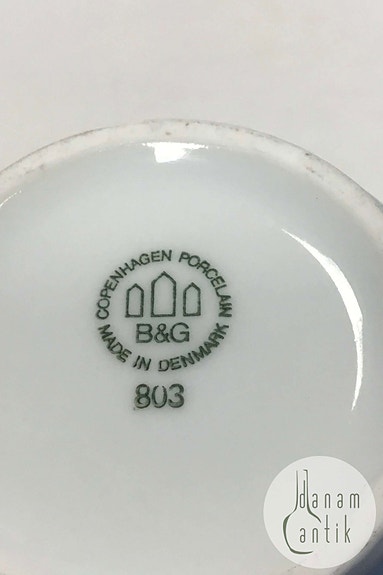 COPENHAGEN PORCELAIN
B&G
MADE IN DENMARK
803
danam
antik